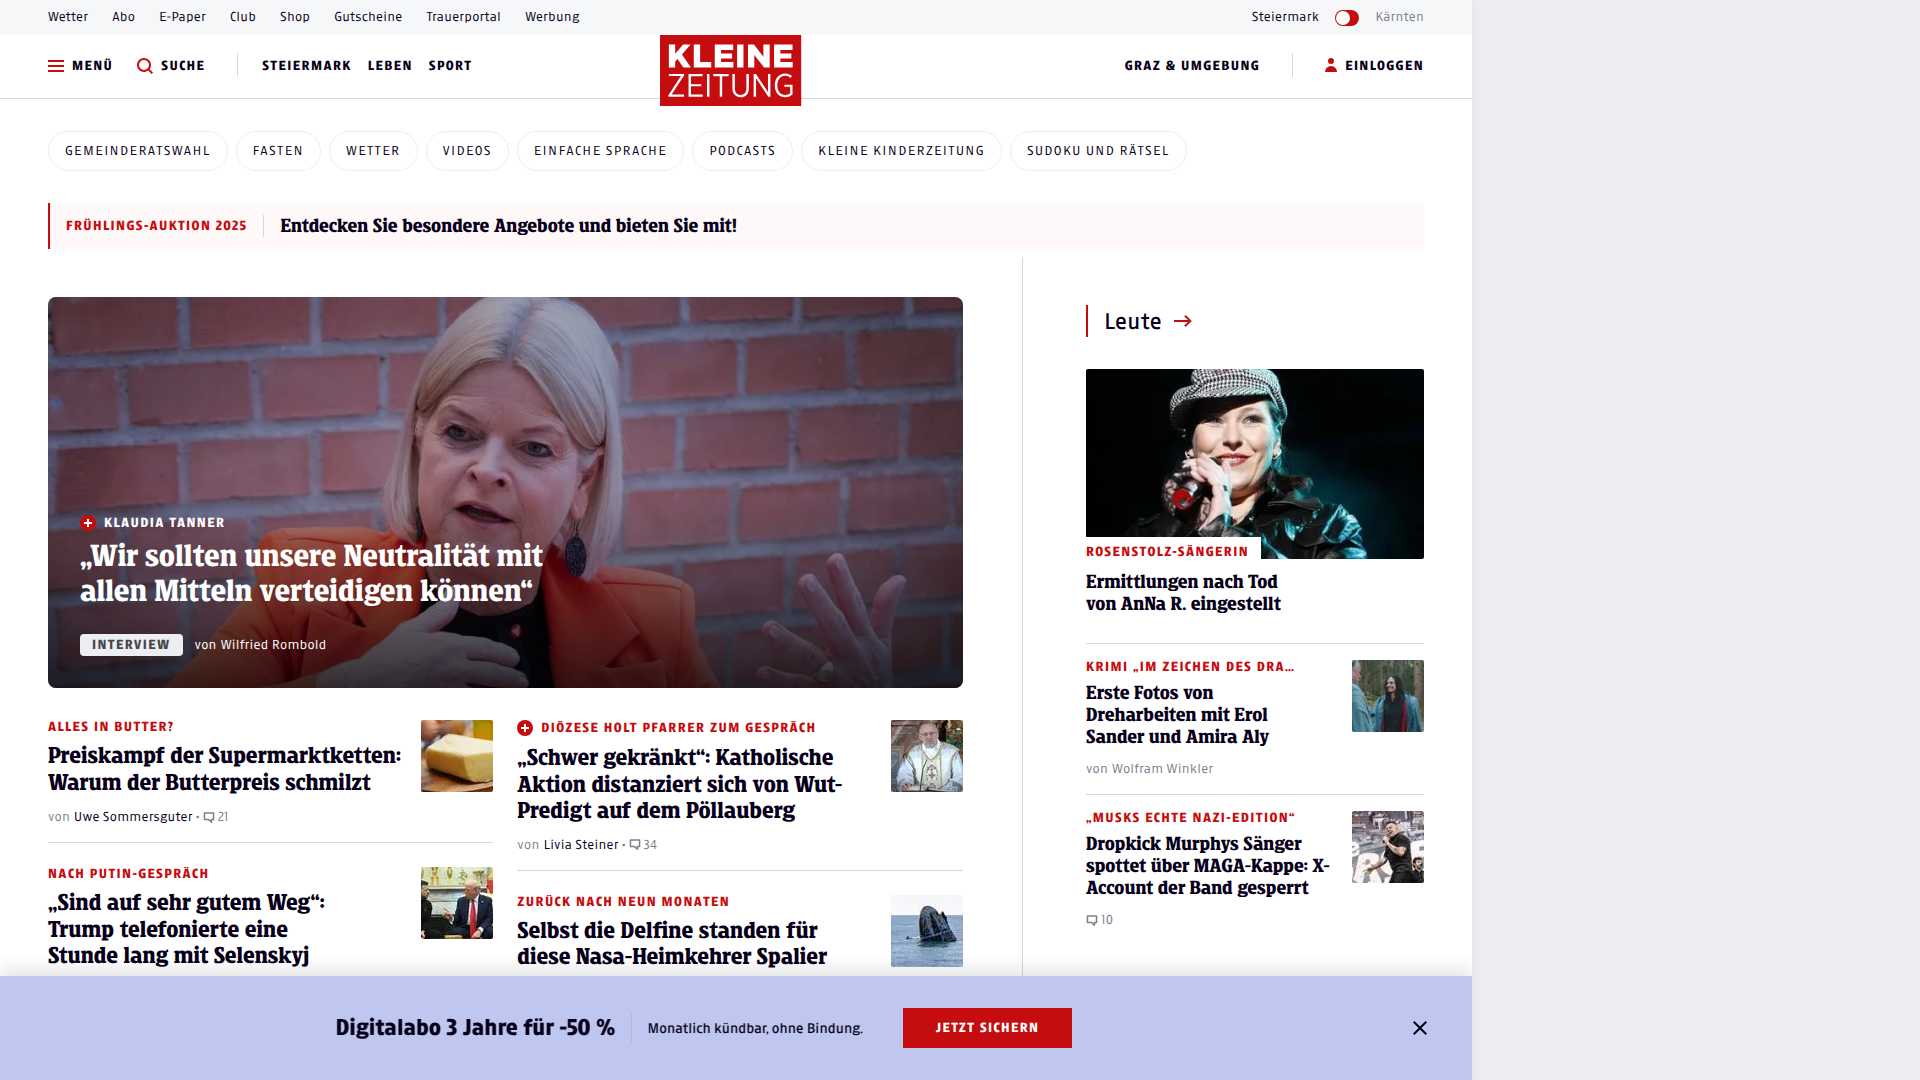 Wetter Abo E-Paper Club Shop Gutscheine Trauerportal Werbung
Steiermark Kärnten
MENÜ SUCHE STEIERMARK LEBEN SPORT
KLEINE
ZEITUNG
GRAZ & UMGEBUNG EINLOGGEN
GEMEINDERATSWAHL FASTEN WETTER VIDEOS EINFACHE SPRACHE PODCASTS KLEINE KINDERZEITUNG SUDOKU UND RÄTSEL
FRÜHLINGS-AUKTION 2025 Entdecken Sie besondere Angebote und bieten Sie mit!
KLAUDIA TANNER
„Wir sollten unsere Neutralität mit
allen Mitteln verteidigen können“
INTERVIEW von Wilfried Rombold
ALLES IN BUTTER?
Preiskampf der Supermarktketten:
Warum der Butterpreis schmilzt
von Uwe Sommersguter · 21
NACH PUTIN-GESPRÄCH
„Sind auf sehr gutem Weg“:
Trump telefonierte eine
Stunde lang mit Selenskyj
DIÖZESE HOLT PFARRER ZUM GESPRÄCH
„Schwer gekränkt“: Katholische
Aktion distanziert sich von Wut-
Predigt auf dem Pöllauberg
von Livia Steiner · 34
ZURÜCK NACH NEUN MONATEN
Selbst die Delfine standen für
diese Nasa-Heimkehrer Spalier
Leute
ROSENSTOLZ-SÄNGERIN
Ermittlungen nach Tod
von AnNa R. eingestellt
KRIMI „IM ZEICHEN DES DRA...
Erste Fotos von
Dreharbeiten mit Erol
Sander und Amira Aly
von Wolfram Winkler
„MUSKS ECHTE NAZI-EDITION“
Dropkick Murphys Sänger
spottet über MAGA-Kappe: X-
Account der Band gesperrt
10
Digitalabo 3 Jahre für -50 %
Monatlich kündbar, ohne Bindung.
JETZT SICHERN